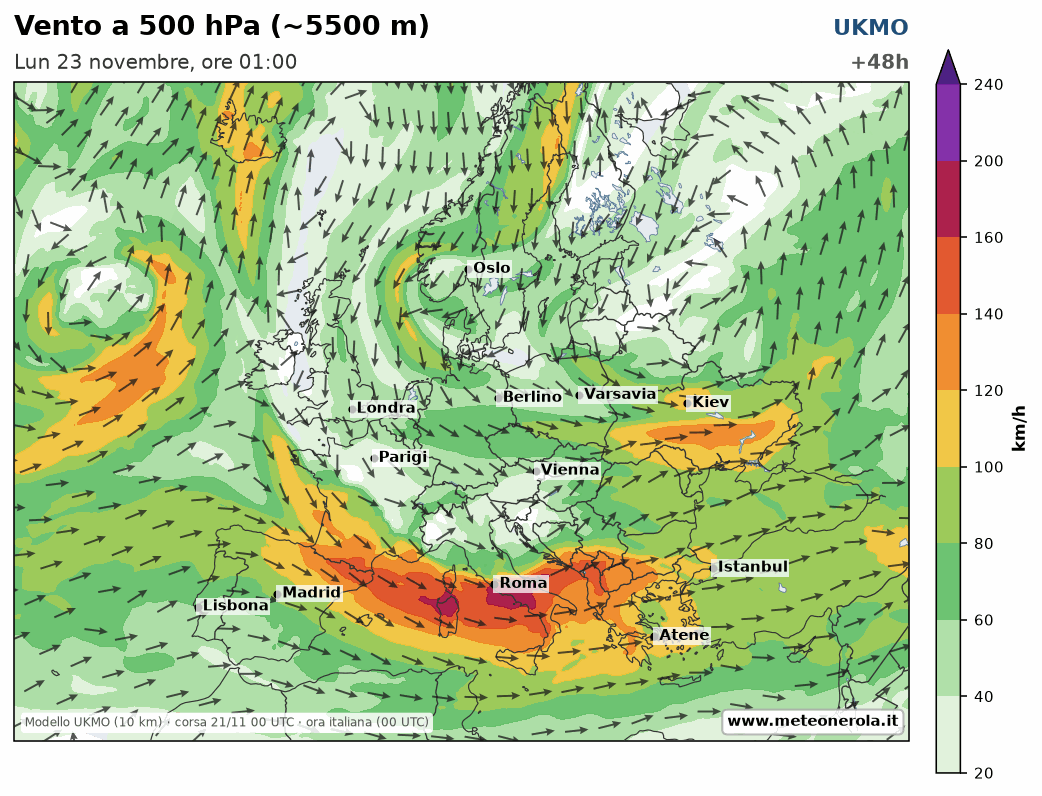 Vento a 500 hPa (~5500 m)
UKMO
Lun 23 novembre, ore 01:00
+48h
240
200
160
140
120
100
80
60
40
20
km/h
Oslo
Berlino
Varsavia
Kiev
Londra
Parigi
Vienna
Istanbul
Roma
Madrid
Lisbona
Atene
Modello UKMO (10 km) · corsa 21/11 00 UTC · ora italiana (00 UTC)
www.meteonerola.it